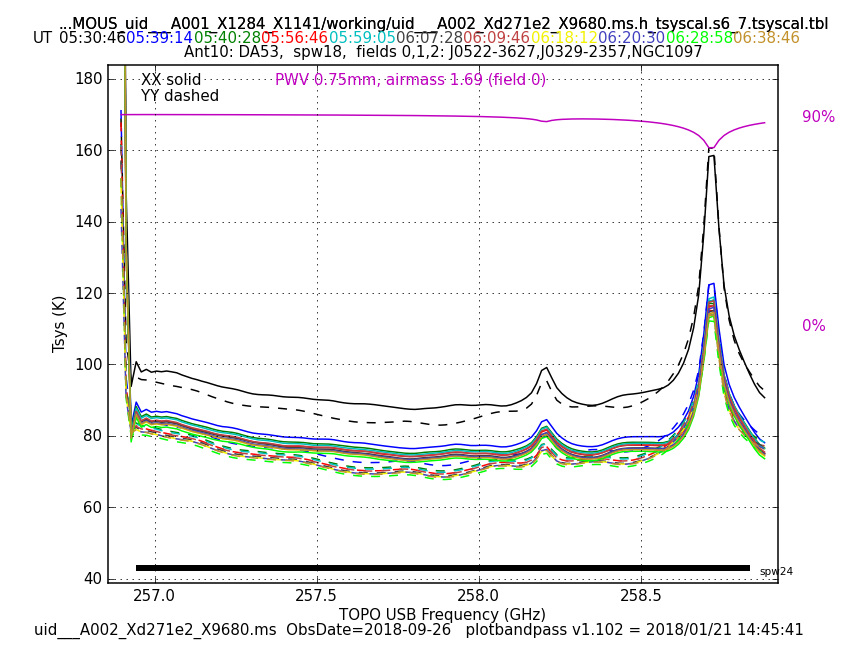 ...MOUS_uid___A001_X1284_X1141/working/uid___A002_Xd271e2_X9680.ms.h_tsyscal.s6_7.tsyscal.tbl
UT 05:30:46 05:39:14 05:40:28 05:56:46 05:59:05 06:07:28 06:09:46 06:18:12 06:20:30 06:28:58 06:38:46
Ant10: DA53, spw18, fields 0,1,2: J0522-3627,J0329-2357,NGC1097
XX solid
YY dashed
PWV 0.75mm, airmass 1.69 (field 0)
180
160
140
120
100
80
60
40
Tsys (K)
90%
0%
spw24
257.0 257.5 258.0 258.5
TOPO USB Frequency (GHz)
uid___A002_Xd271e2_X9680.ms ObsDate=2018-09-26 plotbandpass v1.102 = 2018/01/21 14:45:41